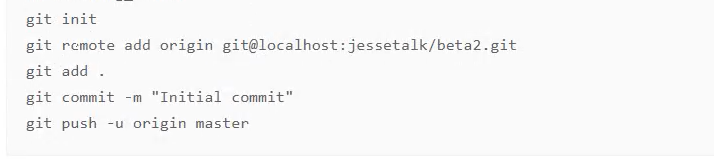 git init
git remote add origin git@localhost:jessetalk/beta2.git
git add .
git commit -m "Initial commit"
git push -u origin master